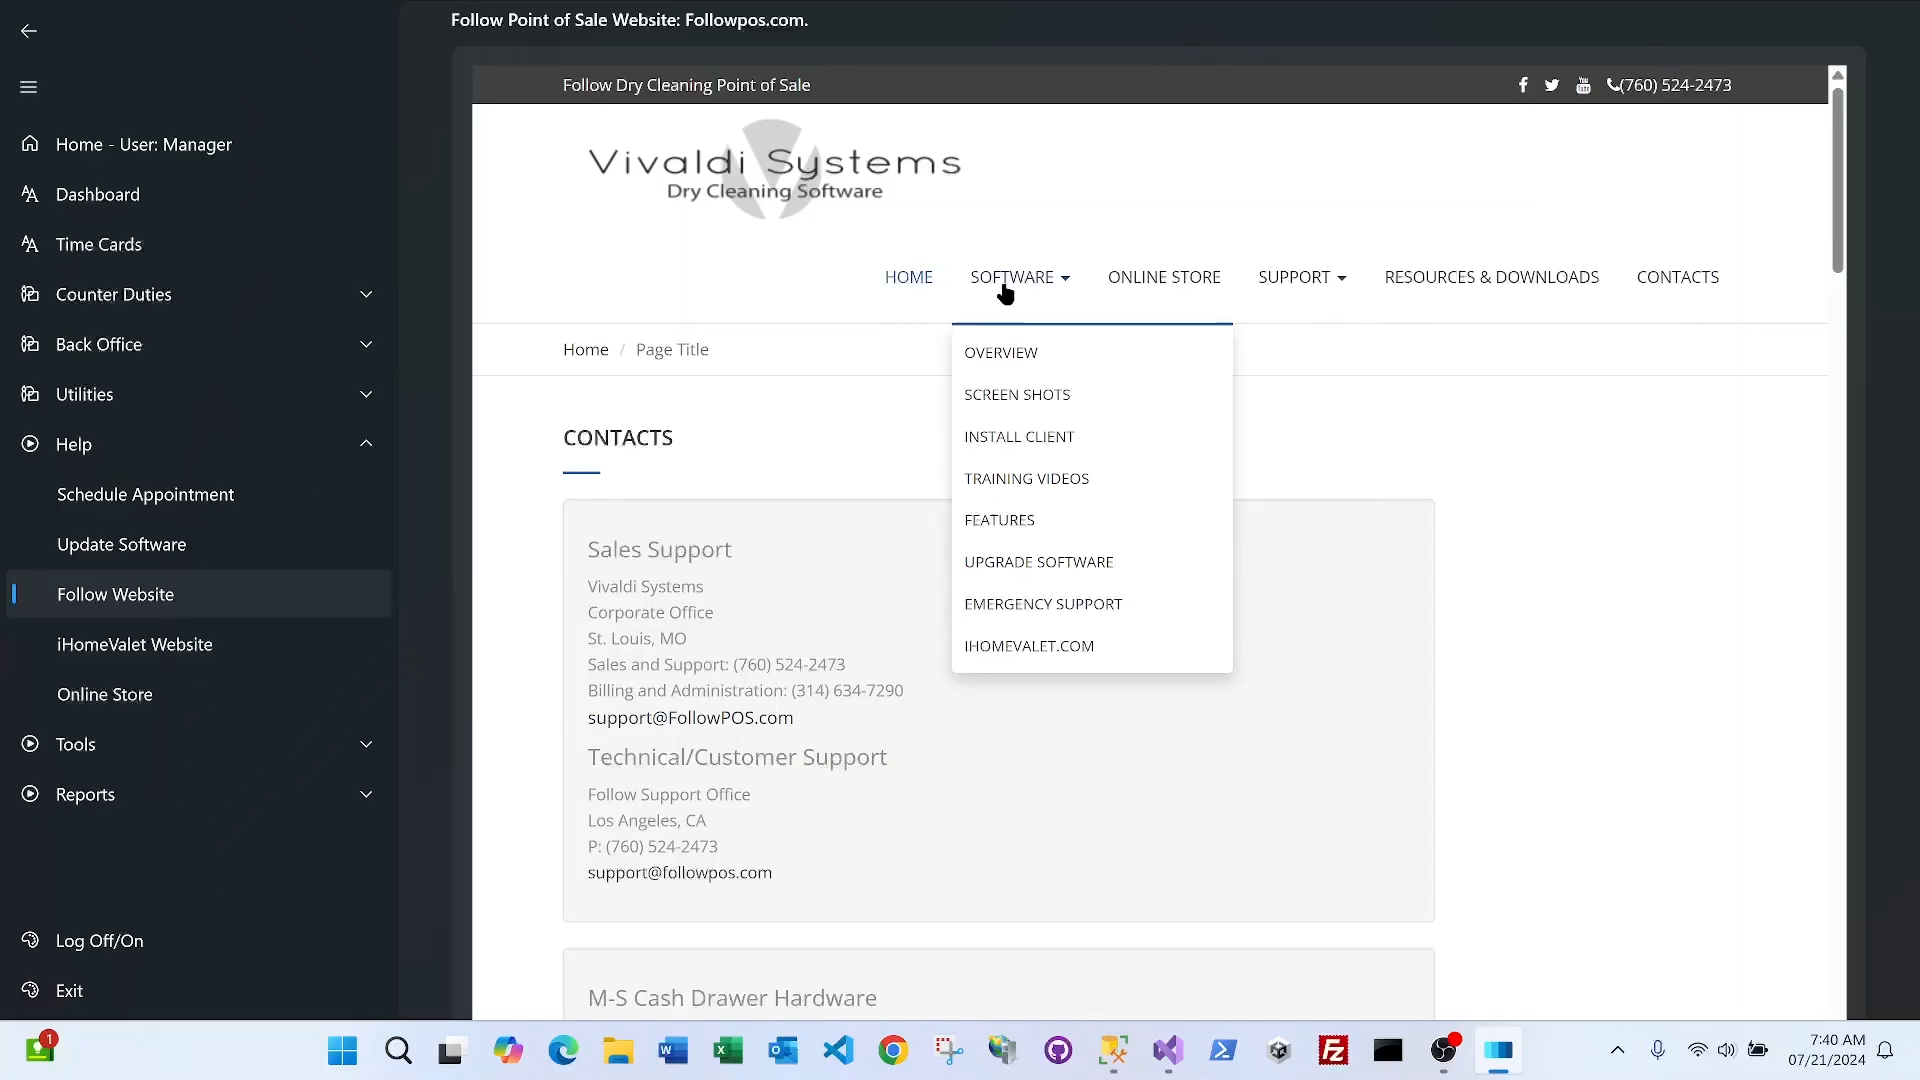 Follow Point of Sale Website: Followpos.com.
Home - User: Manager
Dashboard
Time Cards
Counter Duties
Back Office
Utilities
Help
Schedule Appointment
Update Software
Follow Website
iHomeValet Website
Online Store
Tools
Reports
Log Off/On
Exit
Follow Dry Cleaning Point of Sale
(760) 524-2473
Vivaldi Systems
Dry Cleaning Software
HOME SOFTWARE ONLINE STORE SUPPORT RESOURCES & DOWNLOADS CONTACTS
Home / Page Title
OVERVIEW
SCREEN SHOTS
INSTALL CLIENT
TRAINING VIDEOS
FEATURES
UPGRADE SOFTWARE
EMERGENCY SUPPORT
IHOMEVALET.COM
CONTACTS
Sales Support
Vivaldi Systems
Corporate Office
St. Louis, MO
Sales and Support: (760) 524-2473
Billing and Administration: (314) 634-7290
support@FollowPOS.com
Technical/Customer Support
Follow Support Office
Los Angeles, CA
P: (760) 524-2473
support@followpos.com
M-S Cash Drawer Hardware
1
7:40 AM
07/21/2024